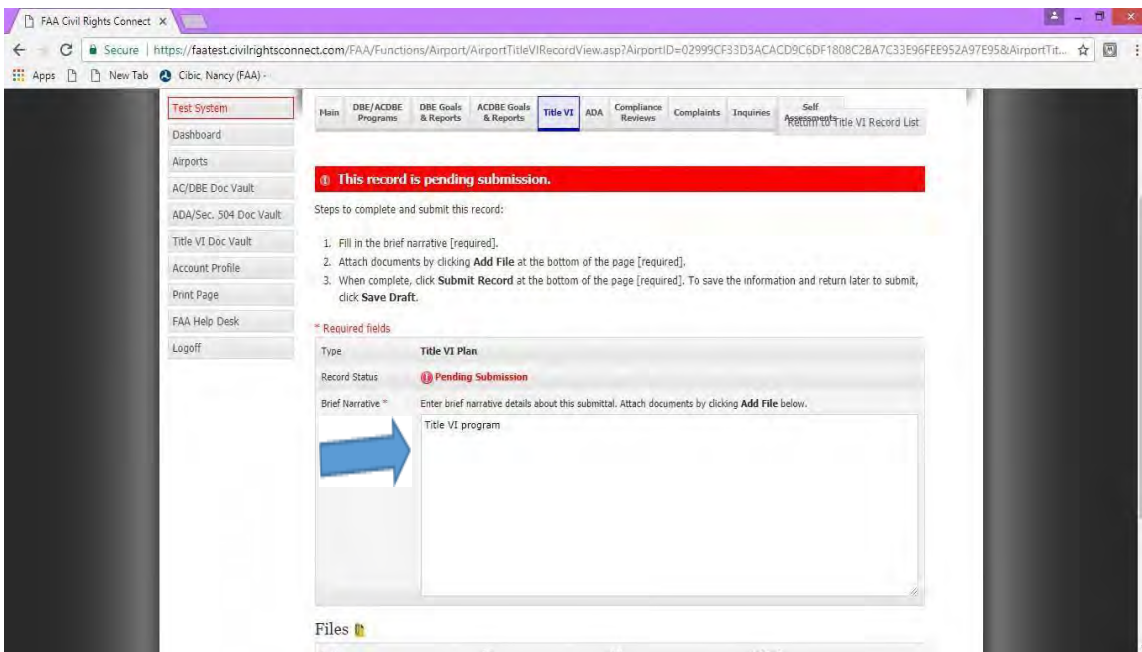 FAA Civil Rights Connect
Secure | https://faatest.civilrightsconnect.com/FAA/Functions/Airport/AirportTitleVIRecordView.asp?AirportID=02999CF33D3ACACD9C6DF1808C2BA7C33E96FEE952A97E95&AirportTit...
Apps New Tab Cibic, Nancy (FAA) -
Test System
Dashboard
Airports
AC/DBE Doc Vault
ADA/Sec. 504 Doc Vault
Title VI Doc Vault
Account Profile
Print Page
FAA Help Desk
Logoff
Main DBE/ACDBE Programs DBE Goals & Reports ACDBE Goals & Reports Title VI ADA Compliance Reviews Complaints Inquiries Self Assessments
Return to Title VI Record List
This record is pending submission.
Steps to complete and submit this record:
1. Fill in the brief narrative [required].
2. Attach documents by clicking Add File at the bottom of the page [required].
3. When complete, click Submit Record at the bottom of the page [required]. To save the information and return later to submit,
click Save Draft.
* Required fields
Type Title VI Plan
Record Status Pending Submission
Brief Narrative * Enter brief narrative details about this submittal. Attach documents by clicking Add File below.
Title VI program
Files